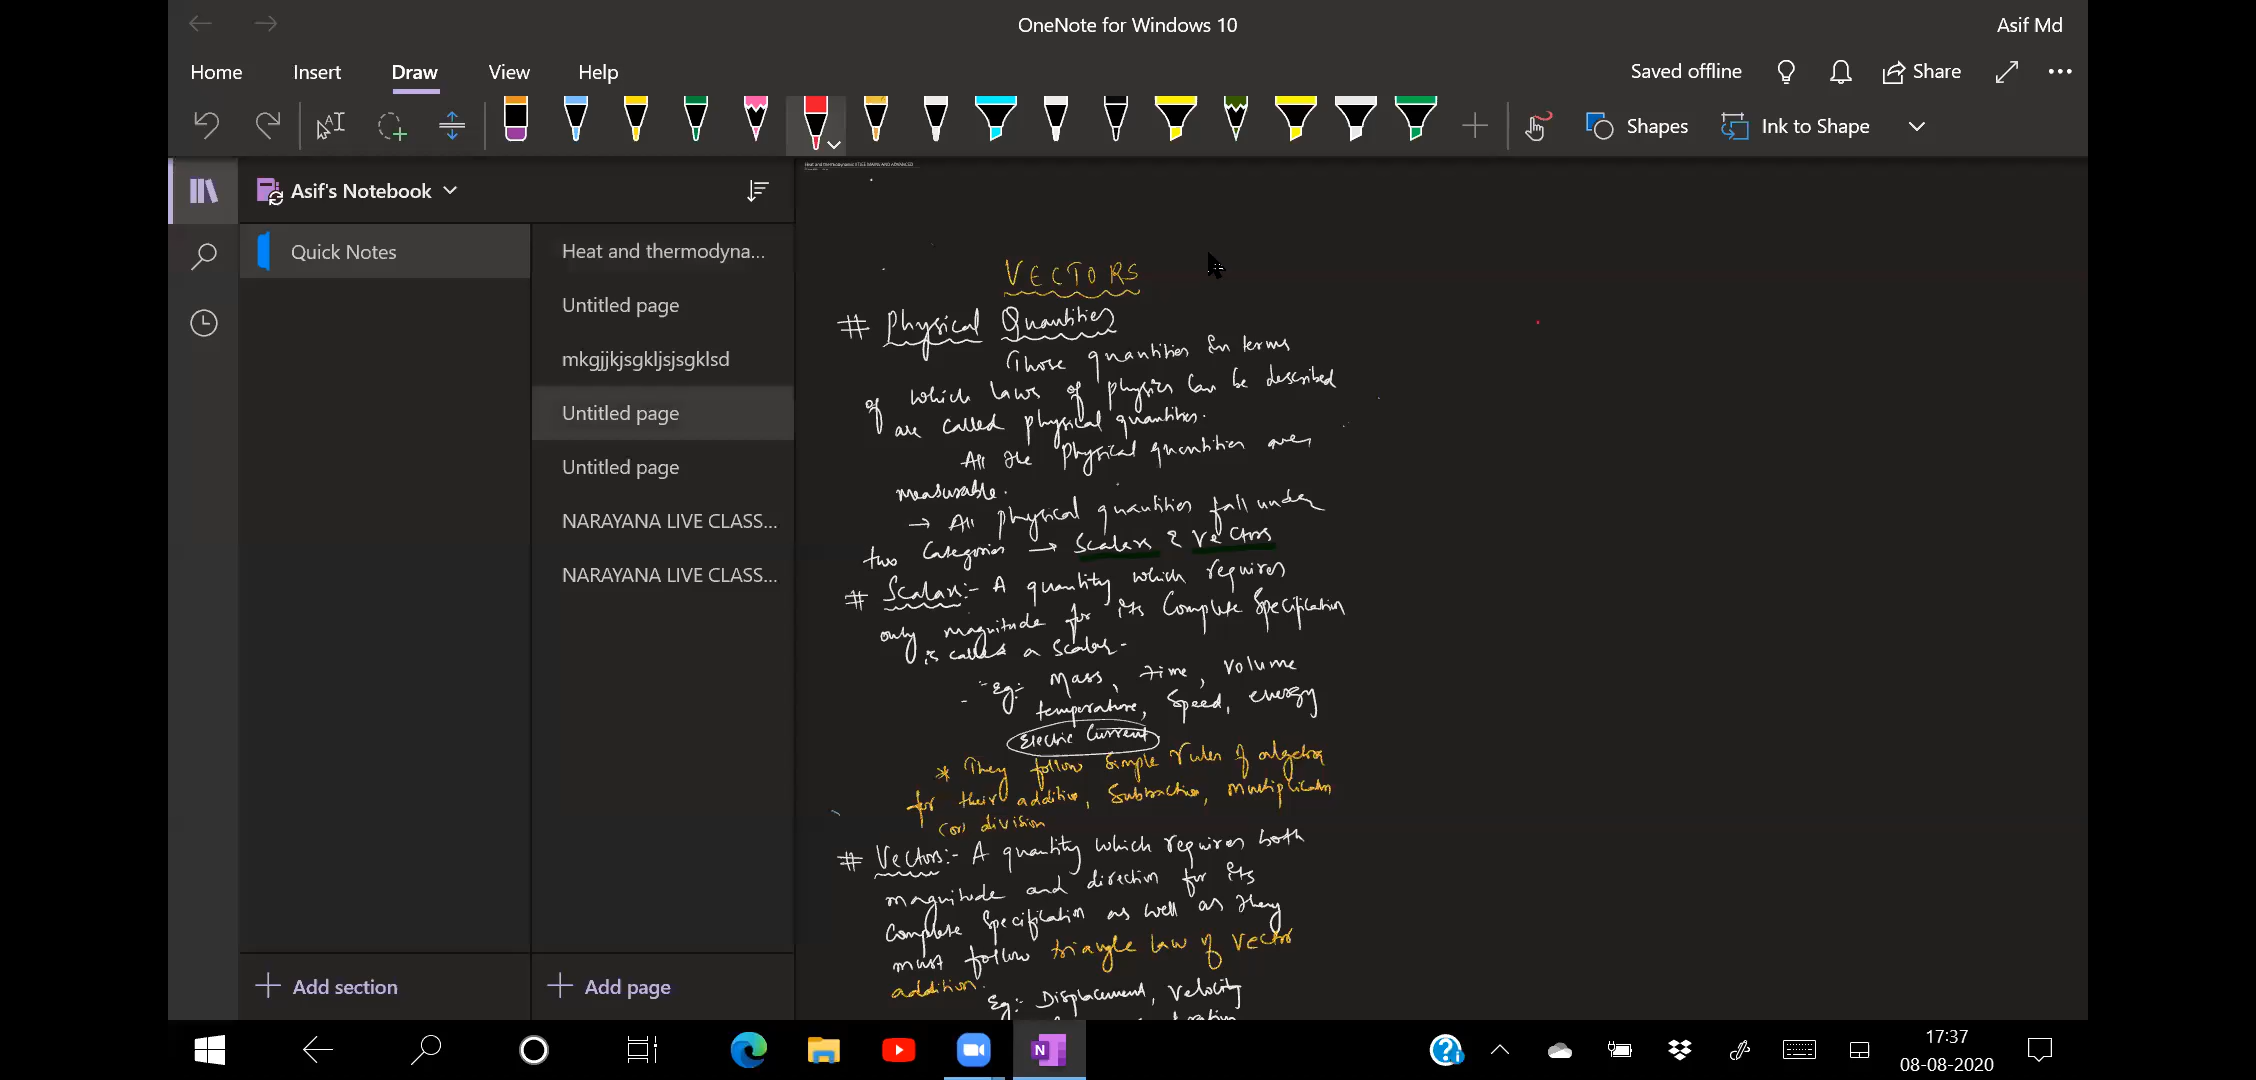 OneNote for Windows 10
Asif Md
Home Insert Draw View Help
Saved offline Share
Shapes Ink to Shape
Heat and thermodynamic IITJEE MAINS AND ADVANCED
Asif's Notebook
Quick Notes
Heat and thermodyna...
Untitled page
mkgjjkjsgkljsjsgklsd
Untitled page
Untitled page
NARAYANA LIVE CLASS...
NARAYANA LIVE CLASS...
Add section
Add page
VECTORS
# Physical Quantities
Those quantities in terms
of which laws of physics can be described
are called physical quantities.
All the physical quantities are
measurable.
→ All physical quantities fall under
two Categories → Scalars & Vectors
# Scalars:- A quantity which requires
only magnitude for its Complete Specification
is called a Scalar-
Eg:- Mass, time, volume
temperature, Speed, energy
Electric Current
* They follow Simple rules of algebra
for their addition, Subtraction, multiplication
(or) division
# Vectors:- A quantity which requires both
magnitude and direction for its
Complete Specification as well as they
must follow triangle law of vector
addition.
Eg:- Displacement, Velocity
17:37
08-08-2020